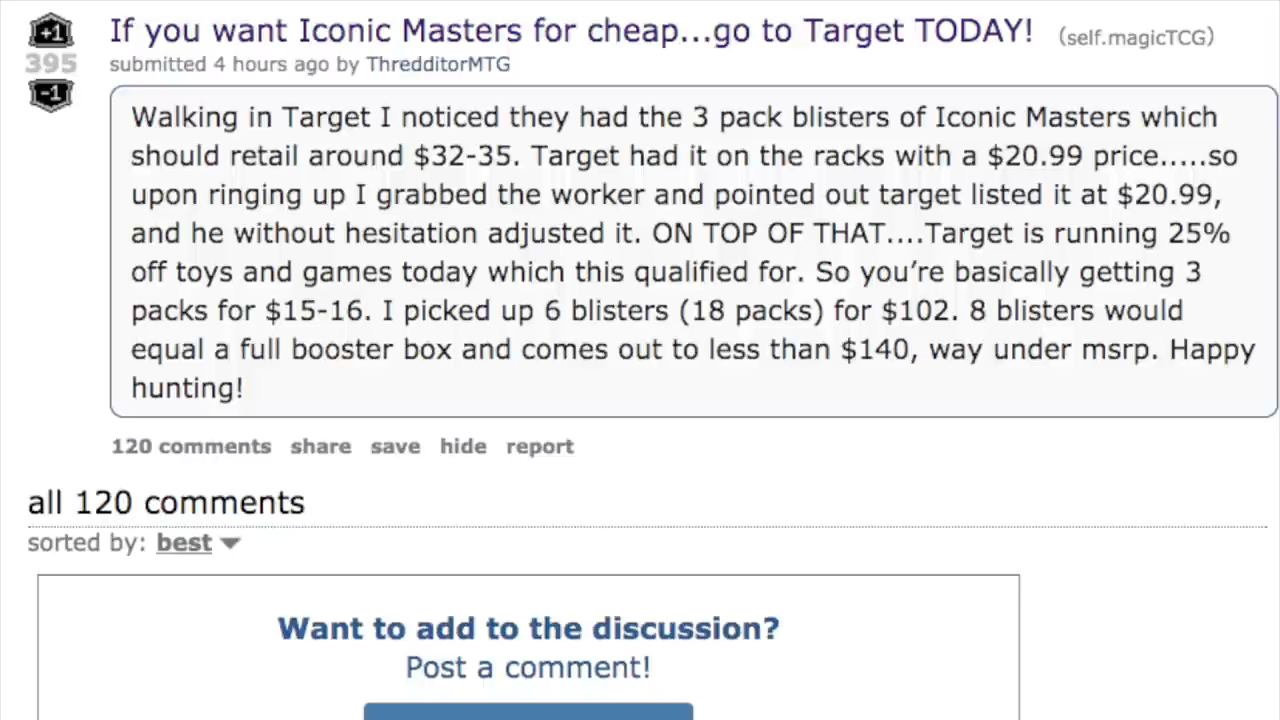 +1
If you want Iconic Masters for cheap...go to Target TODAY! (self.magicTCG)
395
submitted 4 hours ago by ThredditorMTG
-1
Walking in Target I noticed they had the 3 pack blisters of Iconic Masters which
should retail around $32-35. Target had it on the racks with a $20.99 price.....so
upon ringing up I grabbed the worker and pointed out target listed it at $20.99,
and he without hesitation adjusted it. ON TOP OF THAT....Target is running 25%
off toys and games today which this qualified for. So you’re basically getting 3
packs for $15-16. I picked up 6 blisters (18 packs) for $102. 8 blisters would
equal a full booster box and comes out to less than $140, way under msrp. Happy
hunting!
120 comments share save hide report
all 120 comments
sorted by: best
Want to add to the discussion?
Post a comment!